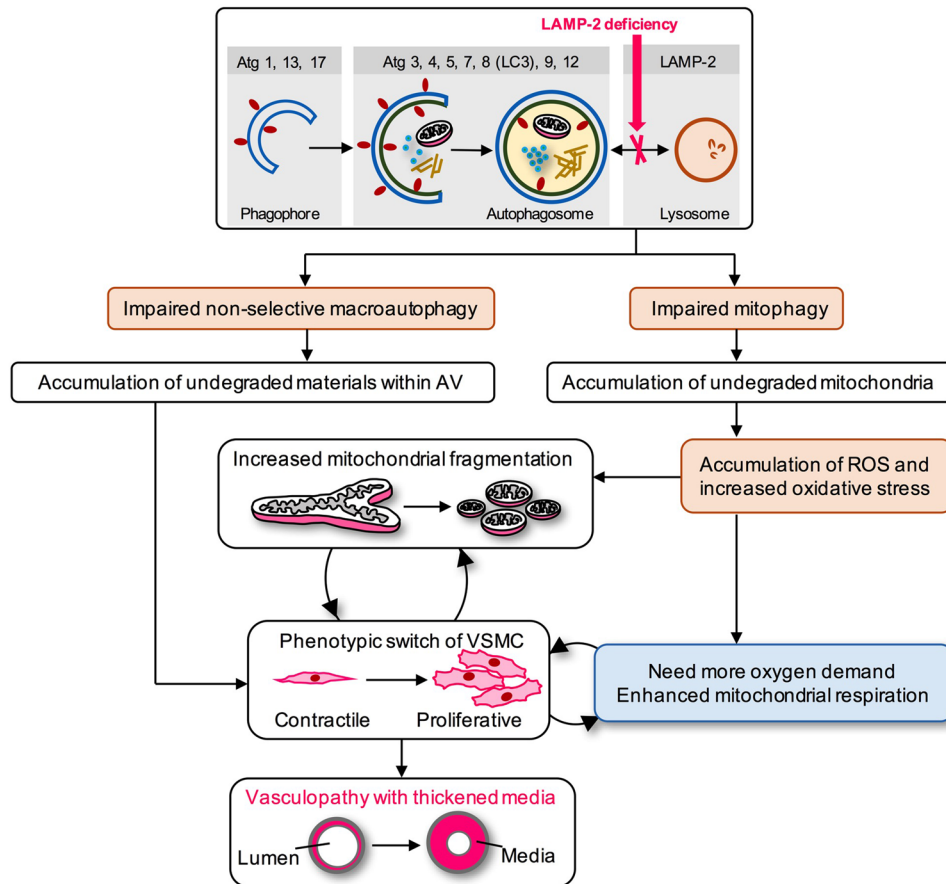 LAMP-2 deficiency
Atg 1, 13, 17
Atg 3, 4, 5, 7, 8 (LC3), 9, 12
LAMP-2
Phagophore
Autophagosome
Lysosome
Impaired non-selective macroautophagy
Impaired mitophagy
Accumulation of undegraded materials within AV
Accumulation of undegraded mitochondria
Increased mitochondrial fragmentation
Accumulation of ROS and
increased oxidative stress
Phenotypic switch of VSMC
Contractile
Proliferative
Need more oxygen demand
Enhanced mitochondrial respiration
Vasculopathy with thickened media
Lumen
Media